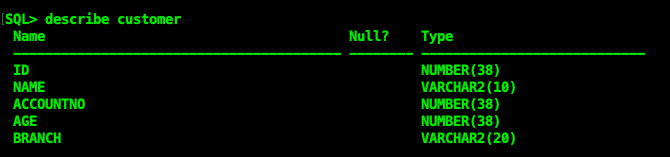 [SQL> describe customer
Name Null? Type
----------------------------------------- -------- ----------------------------
ID NUMBER(38)
NAME VARCHAR2(10)
ACCOUNTNO NUMBER(38)
AGE NUMBER(38)
BRANCH VARCHAR2(20)